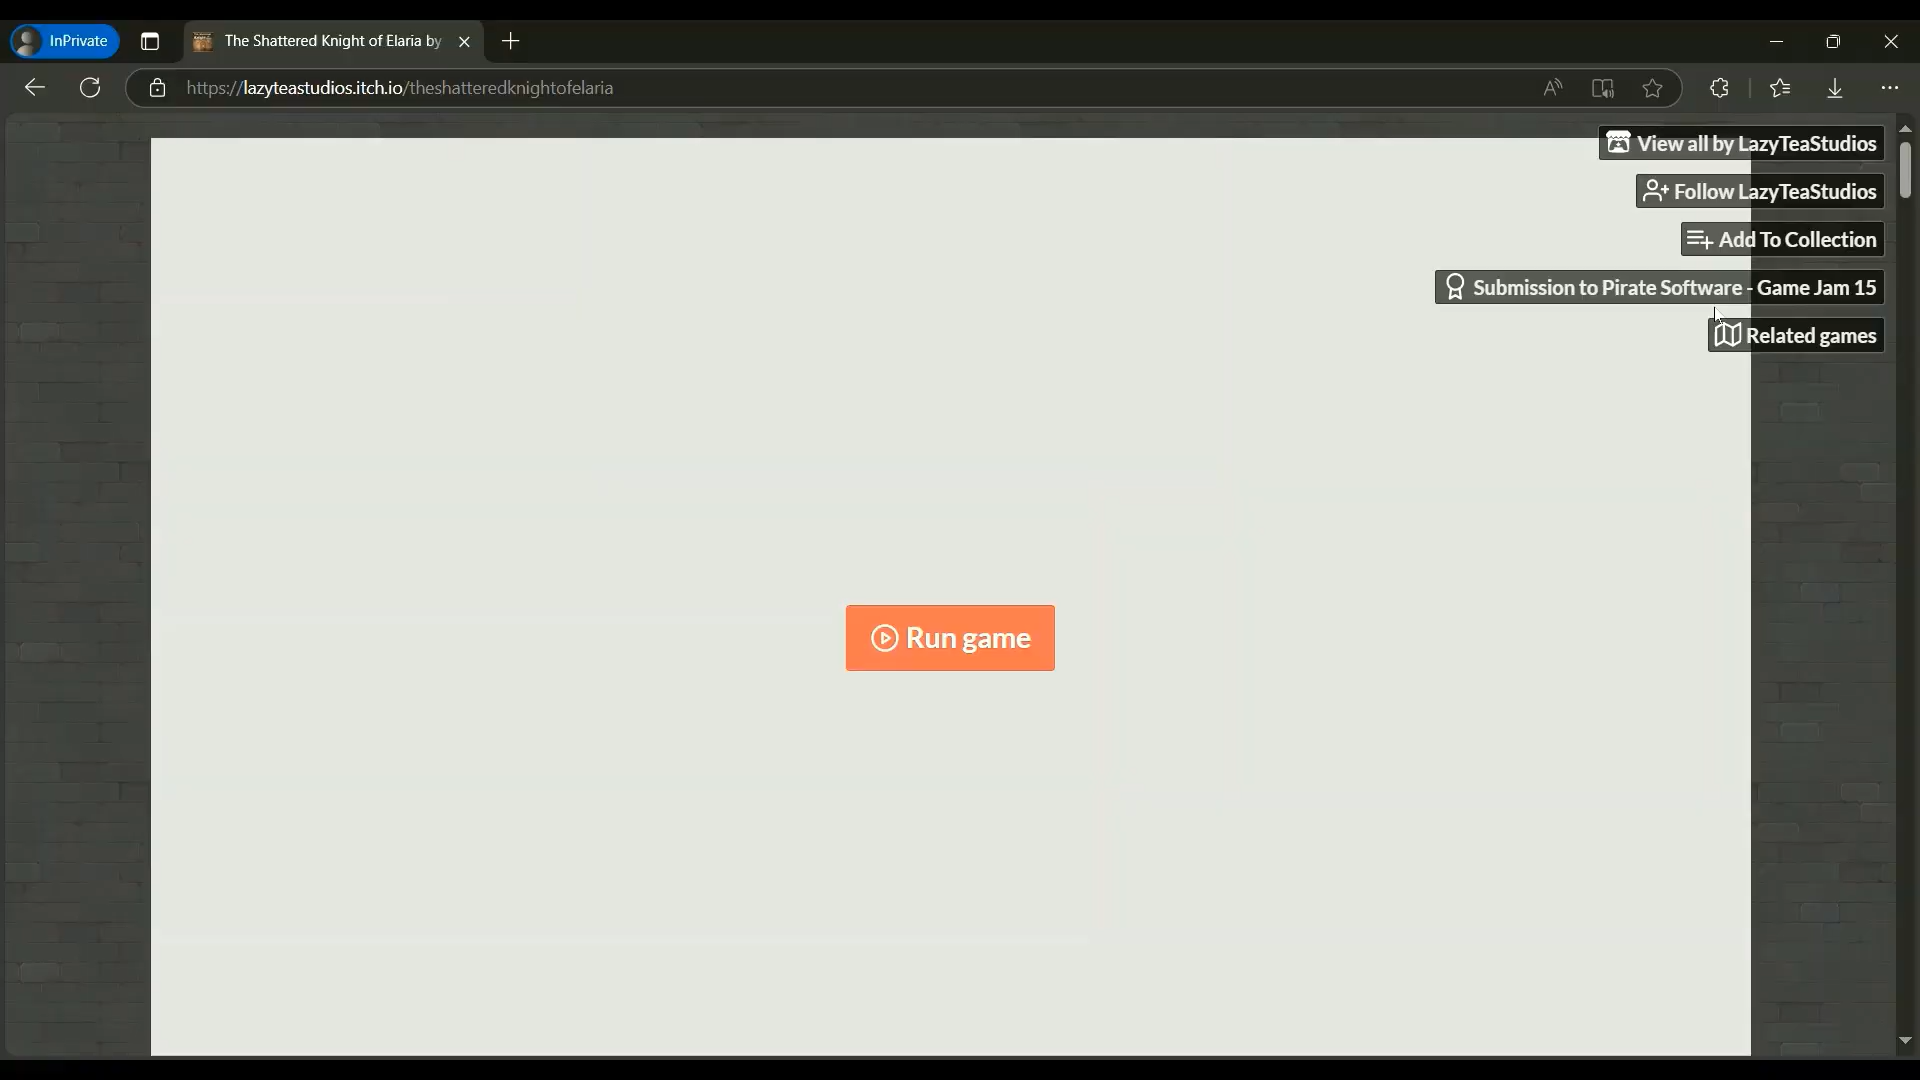 InPrivate
The Shattered Knight of Elaria by
https://lazyteastudios.itch.io/theshatteredknightofelaria
View all by LazyTeaStudios
Follow LazyTeaStudios
Add To Collection
Submission to Pirate Software - Game Jam 15
Related games
Run game